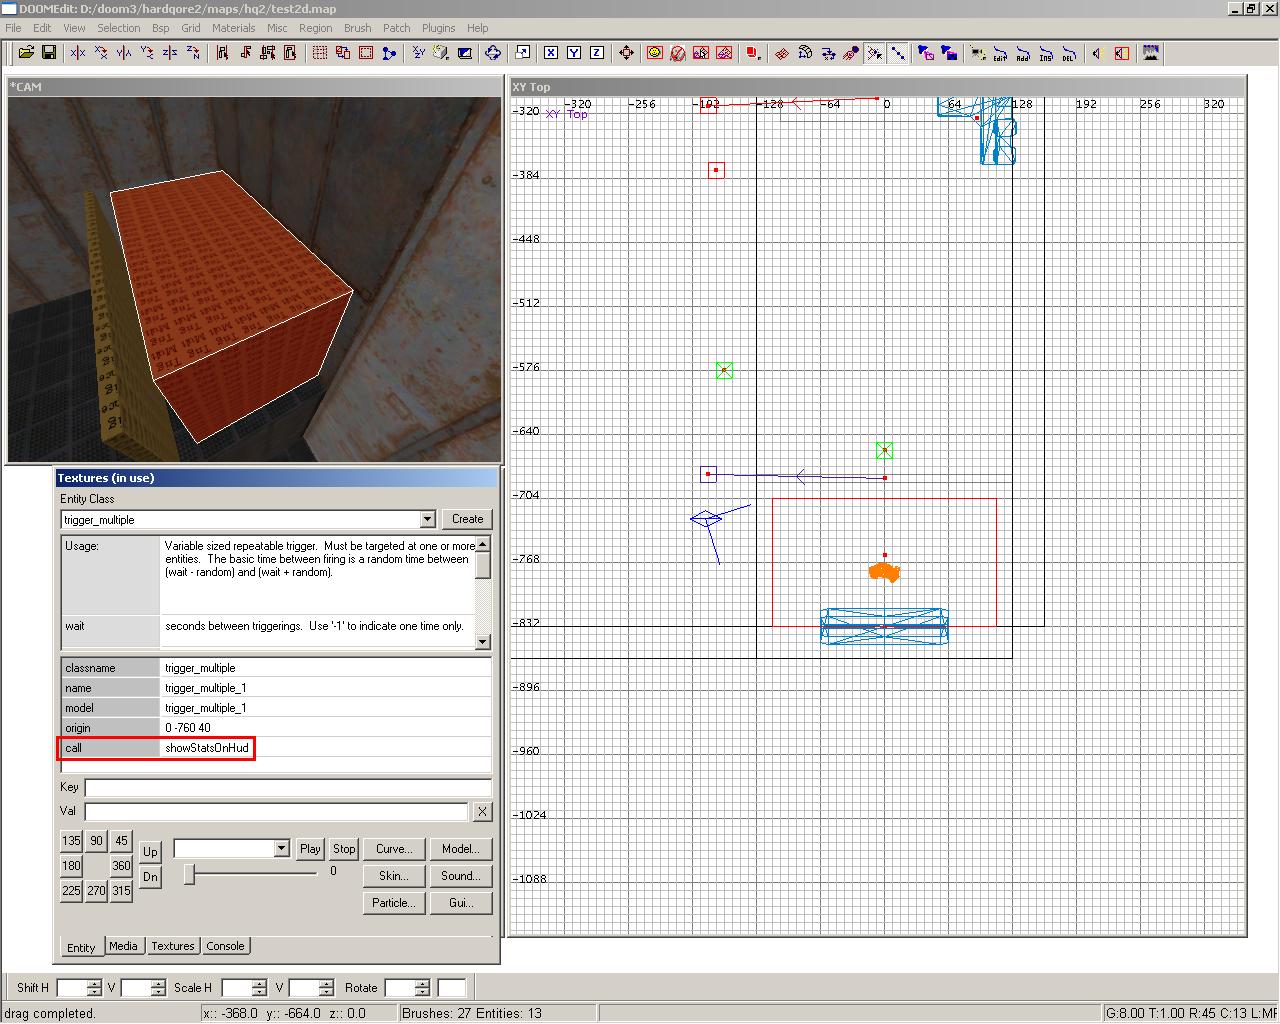 DOOMEdit: D:/doom3/hardqore2/maps/hq2/test2d.map
File Edit View Selection Bsp Grid Materials Misc Region Brush Patch Plugins Help
X Y Z
Edit Add Ins DEL
*CAM
XY Top
-320 -256 -192 -128 -64 0 64 128 192 256 320
XY Top
-320
-384
-448
-512
-576
-640
-704
-768
-832
-896
-960
-1024
-1088
Textures (in use)
Entity Class
trigger_multiple
Create
Usage: Variable sized repeatable trigger. Must be targeted at one or more
entities. The basic time between firing is a random time between
(wait - random) and (wait + random).
wait seconds between triggerings. Use '-1' to indicate one time only.
classname trigger_multiple
name trigger_multiple_1
model trigger_multiple_1
origin 0 -760 40
call showStatsOnHud
Key
Val X
135 90 45
180 360
225 270 315
Up
Dn
Play Stop
0
Curve... Model...
Skin... Sound...
Particle... Gui...
Entity Media Textures Console
Shift H V Scale H V Rotate
drag completed. x:: -368.0 y:: -664.0 z:: 0.0 Brushes: 27 Entities: 13 G:8.00 T:1.00 R:45 C:13 L:MR